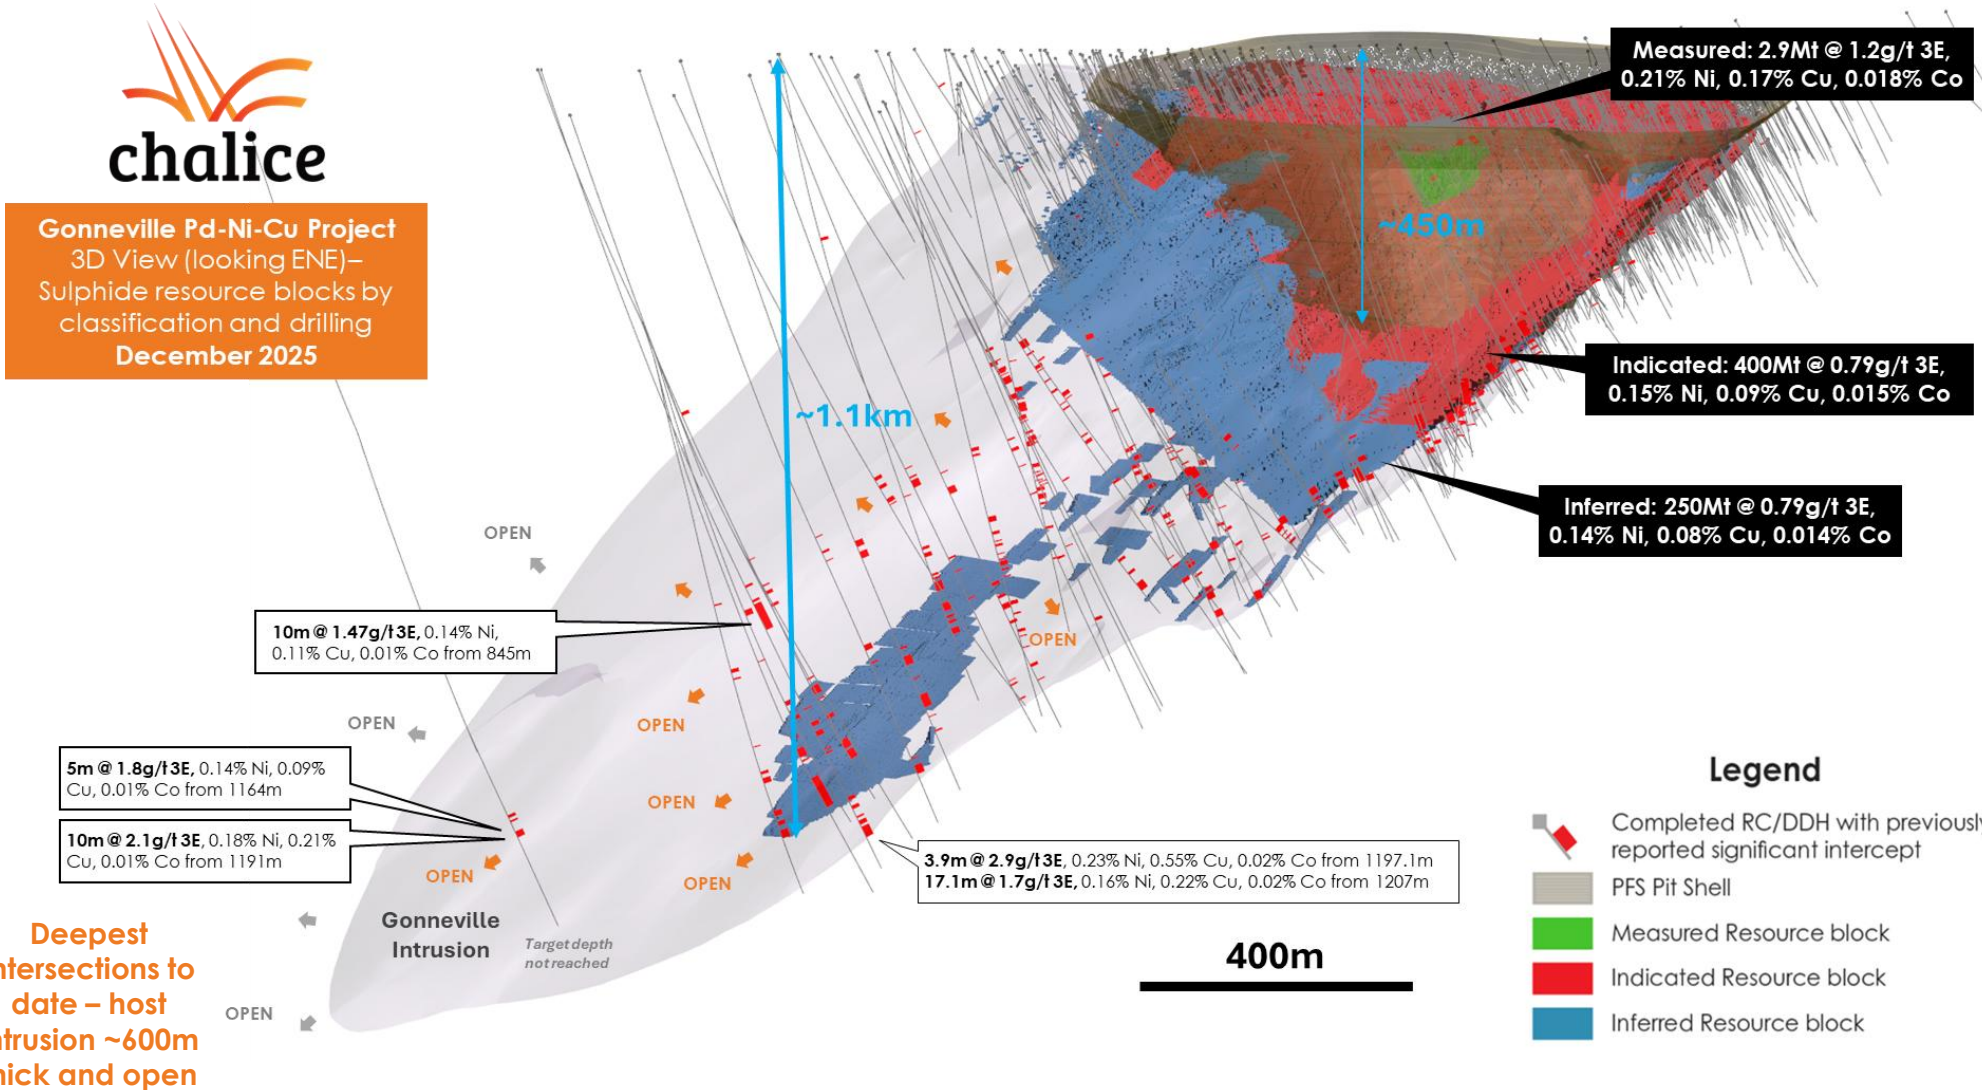 chalice
Gonneville Pd-Ni-Cu Project
3D View (looking ENE)–
Sulphide resource blocks by
classification and drilling
December 2025
Measured: 2.9Mt @ 1.2g/t 3E,
0.21% Ni, 0.17% Cu, 0.018% Co
~450m
~1.1km
Indicated: 400Mt @ 0.79g/t 3E,
0.15% Ni, 0.09% Cu, 0.015% Co
Inferred: 250Mt @ 0.79g/t 3E,
0.14% Ni, 0.08% Cu, 0.014% Co
OPEN
10m @ 1.47g/t 3E, 0.14% Ni,
0.11% Cu, 0.01% Co from 845m
OPEN
OPEN
OPEN
5m @ 1.8g/t 3E, 0.14% Ni, 0.09%
Cu, 0.01% Co from 1164m
OPEN
10m @ 2.1g/t 3E, 0.18% Ni, 0.21%
Cu, 0.01% Co from 1191m
OPEN
OPEN
3.9m @ 2.9g/t 3E, 0.23% Ni, 0.55% Cu, 0.02% Co from 1197.1m
17.1m @ 1.7g/t 3E, 0.16% Ni, 0.22% Cu, 0.02% Co from 1207m
Gonneville
Intrusion
Target depth
not reached
Deepest
ntersections to
date – host
ntrusion ~600m
hick and open
OPEN
400m
Legend
Completed RC/DDH with previously
reported significant intercept
PFS Pit Shell
Measured Resource block
Indicated Resource block
Inferred Resource block